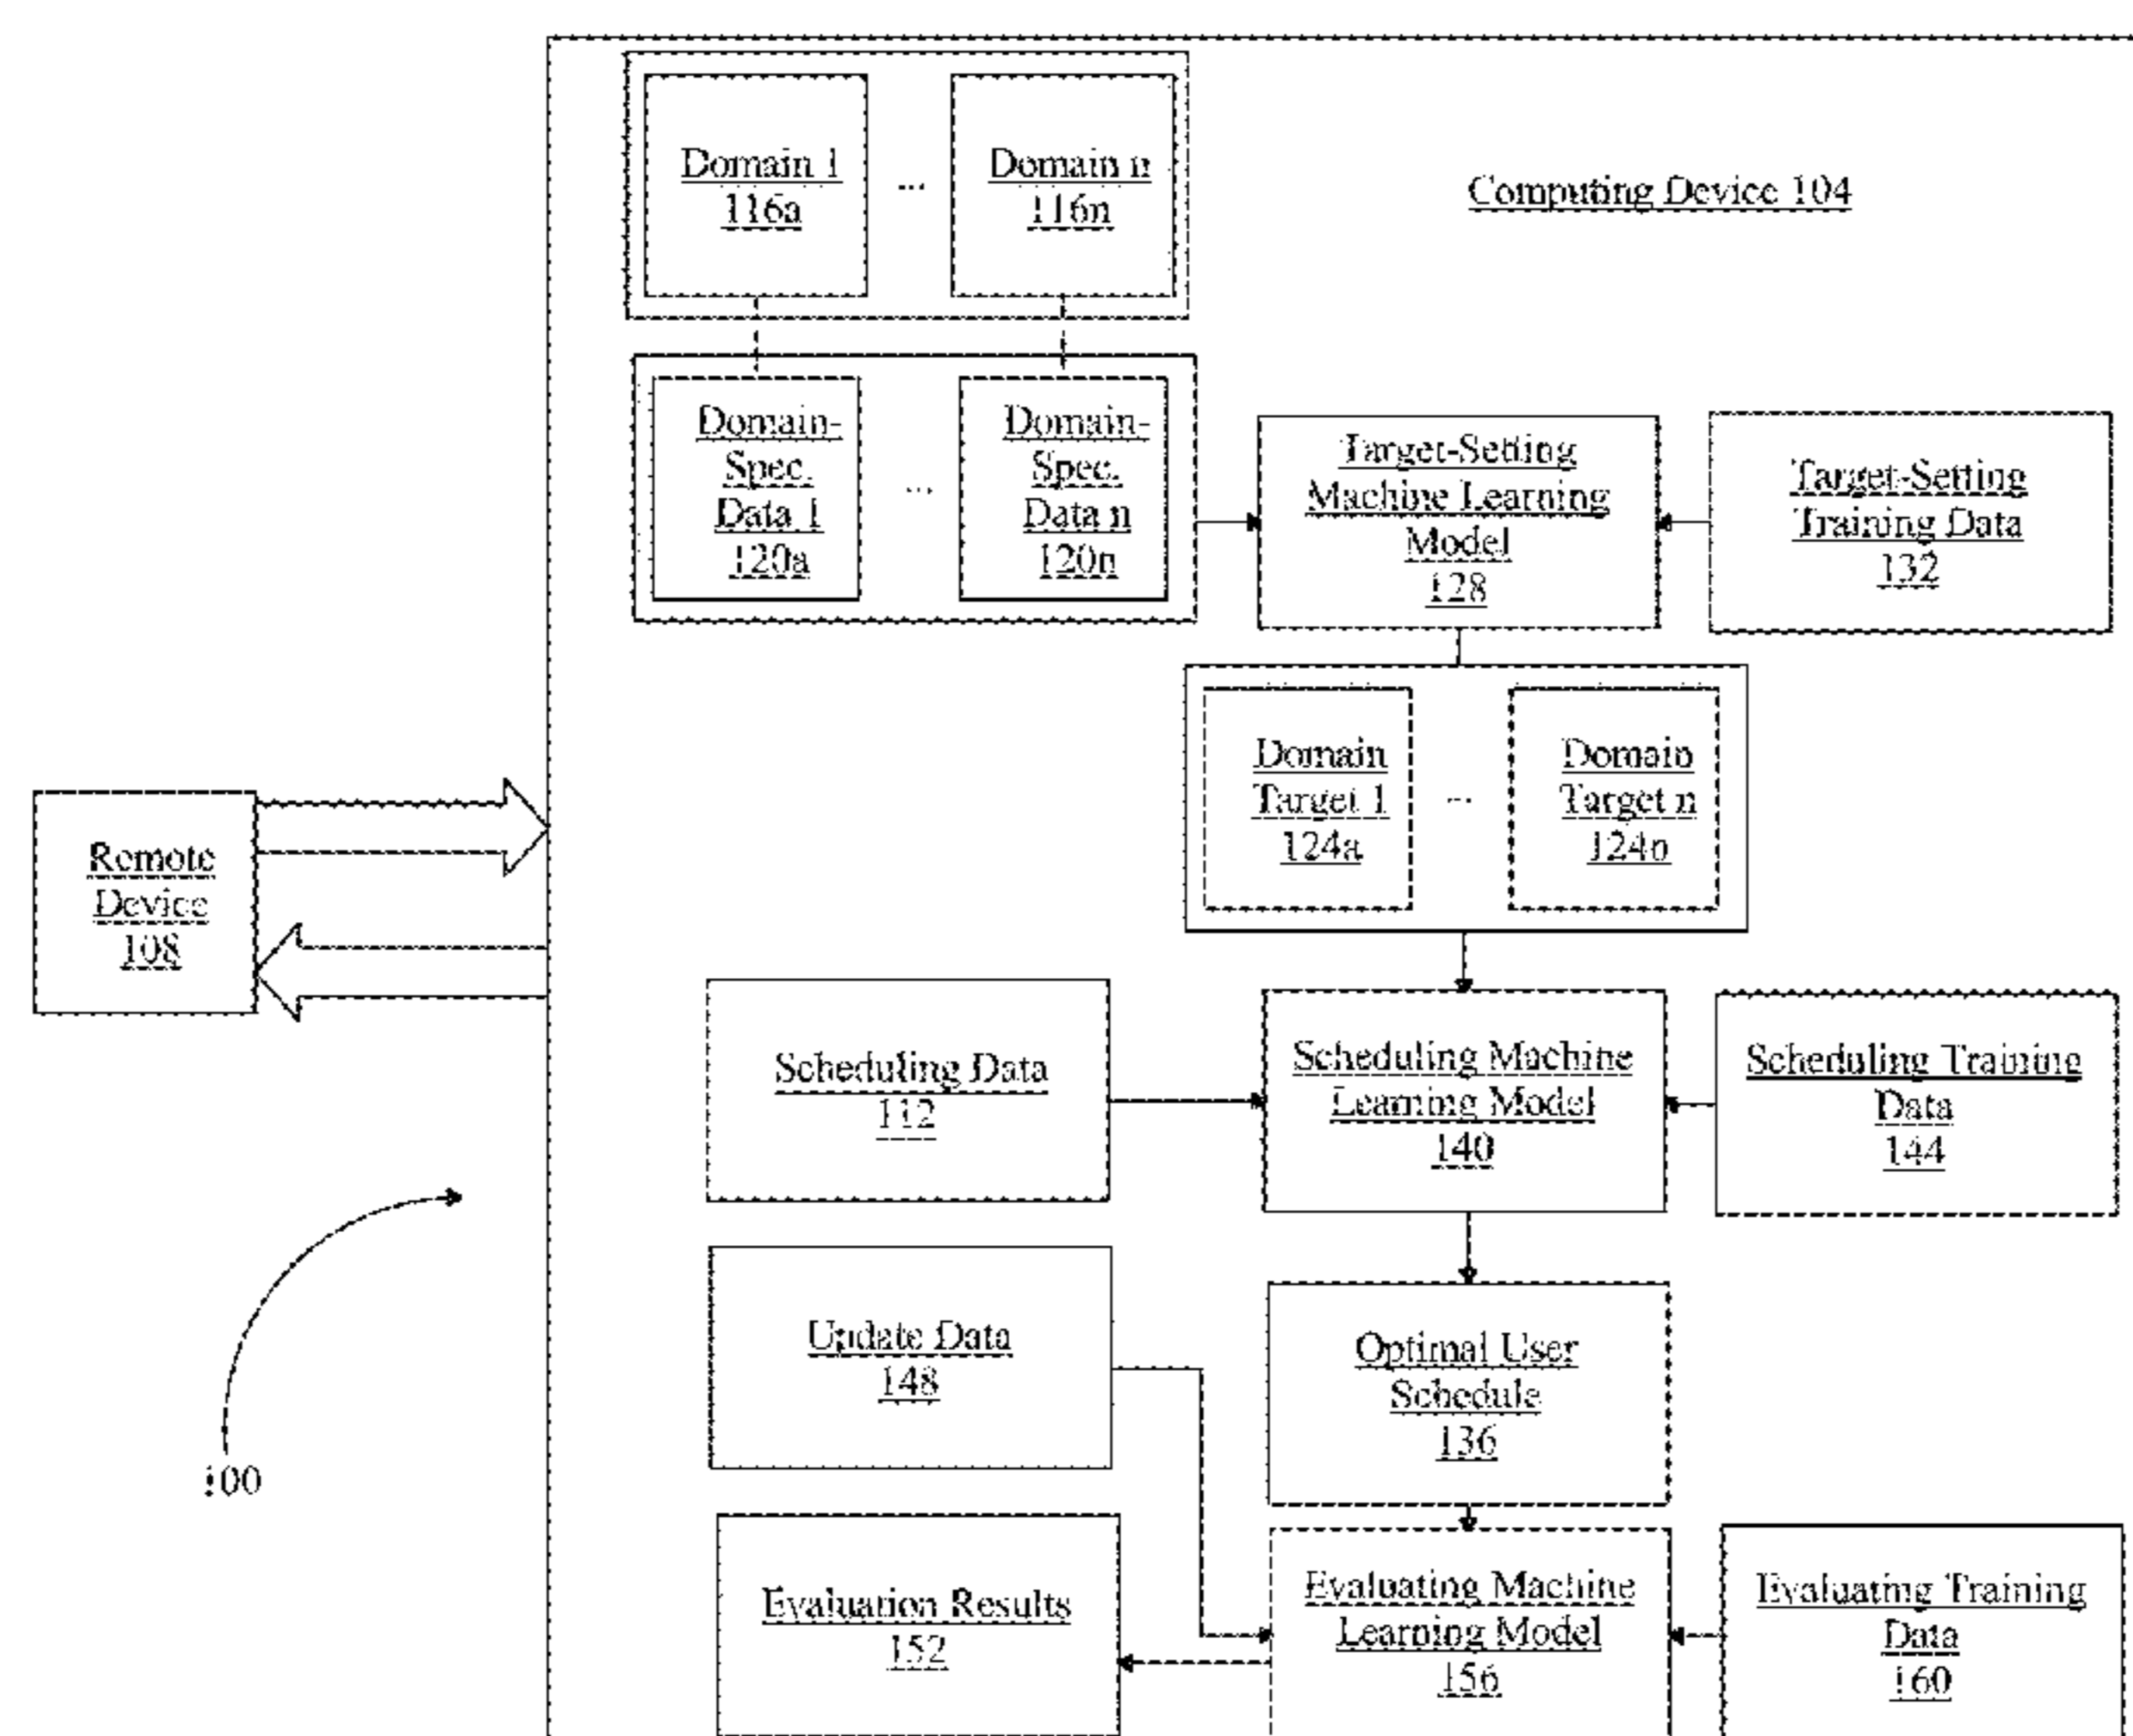 Domain 1
116a
...
Domain n
116n
Computing Device 104
Domain-
Spec.
Data 1
120a
...
Domain-
Spec.
Data n
120n
Target-Setting
Machine Learning
Model
128
Target-Setting
Training Data
132
Domain
Target 1
124a
...
Domain
Target n
124n
Remote
Device
108
Scheduling Data
112
Scheduling Machine
Learning Model
140
Scheduling Training
Data
144
Update Data
148
Optimal User
Schedule
136
100
Evaluation Results
152
Evaluating Machine
Learning Model
156
Evaluating Training
Data
160